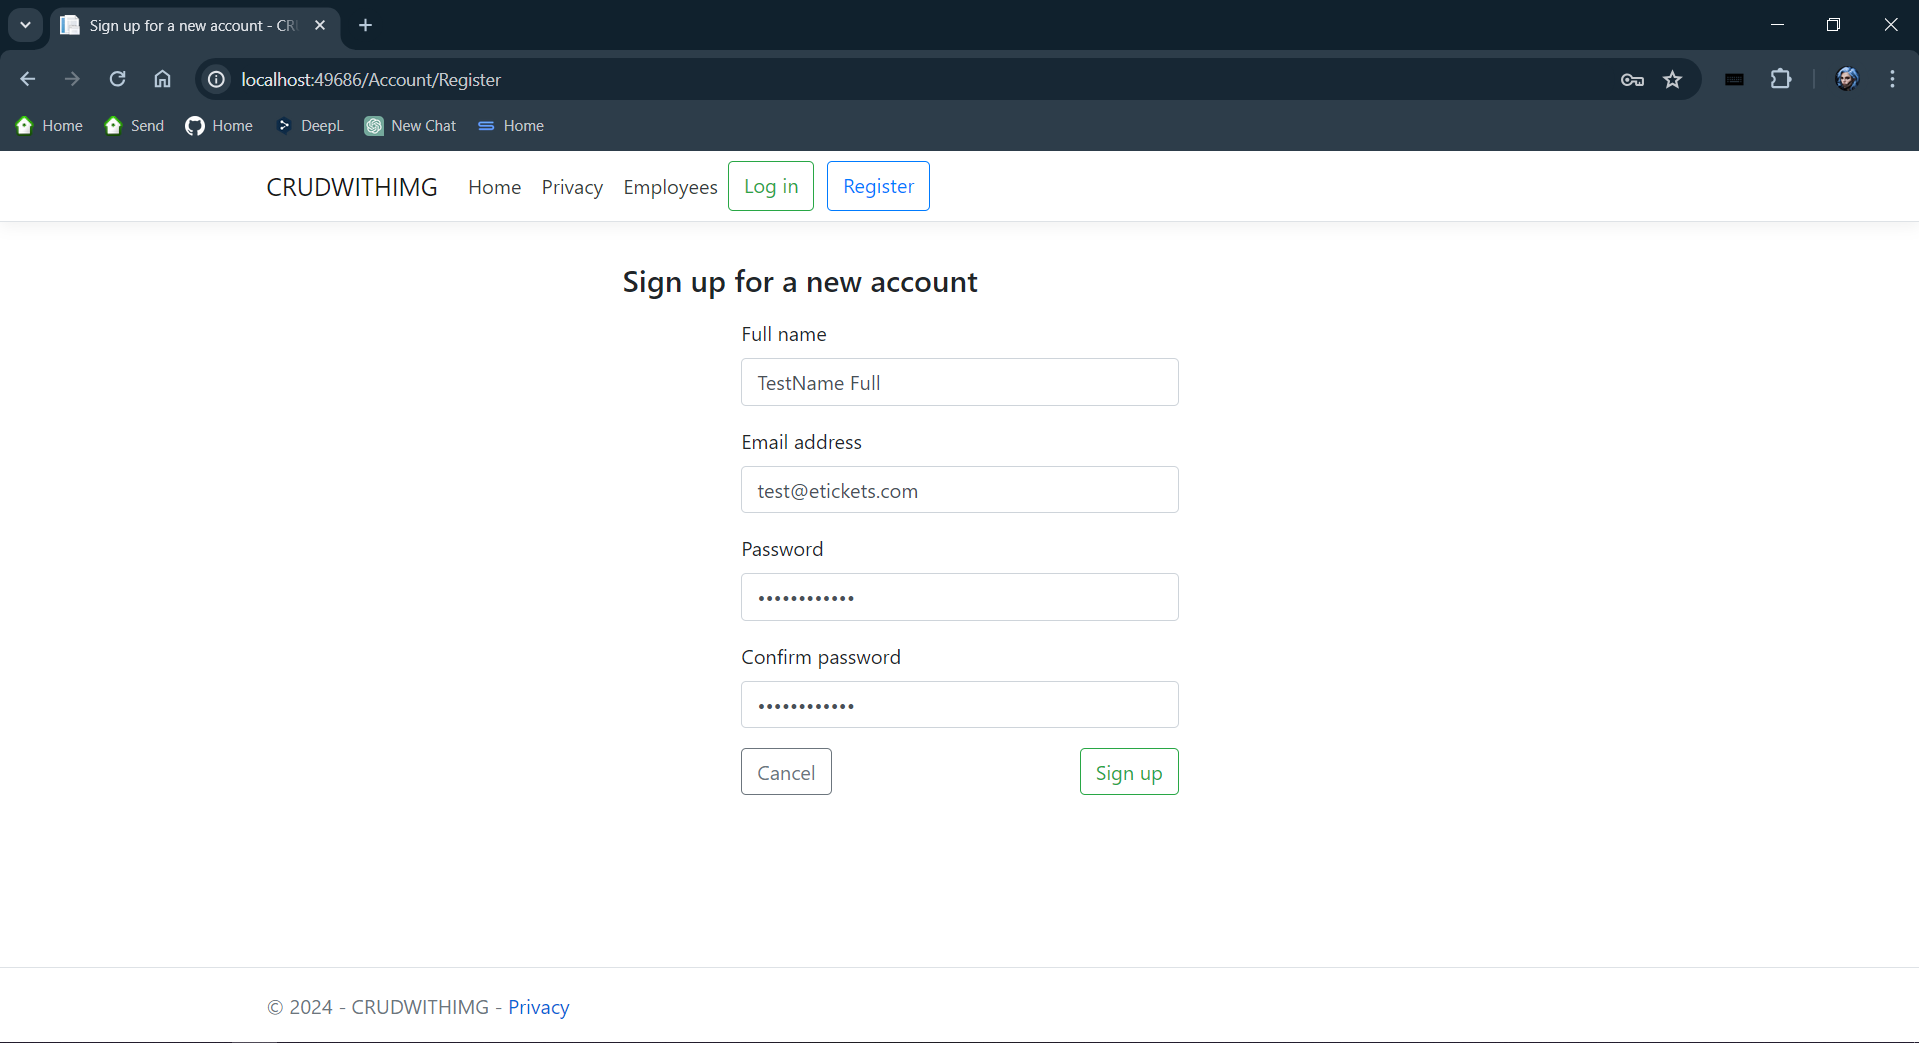 Sign up for a new account - CR
localhost:49686/Account/Register
Home Send Home DeepL New Chat Home
CRUDWITHIMG Home Privacy Employees Log in Register
Sign up for a new account
Full name
TestName Full
Email address
test@etickets.com
Password
••••••••••••
Confirm password
••••••••••••
Cancel Sign up
© 2024 - CRUDWITHIMG - Privacy